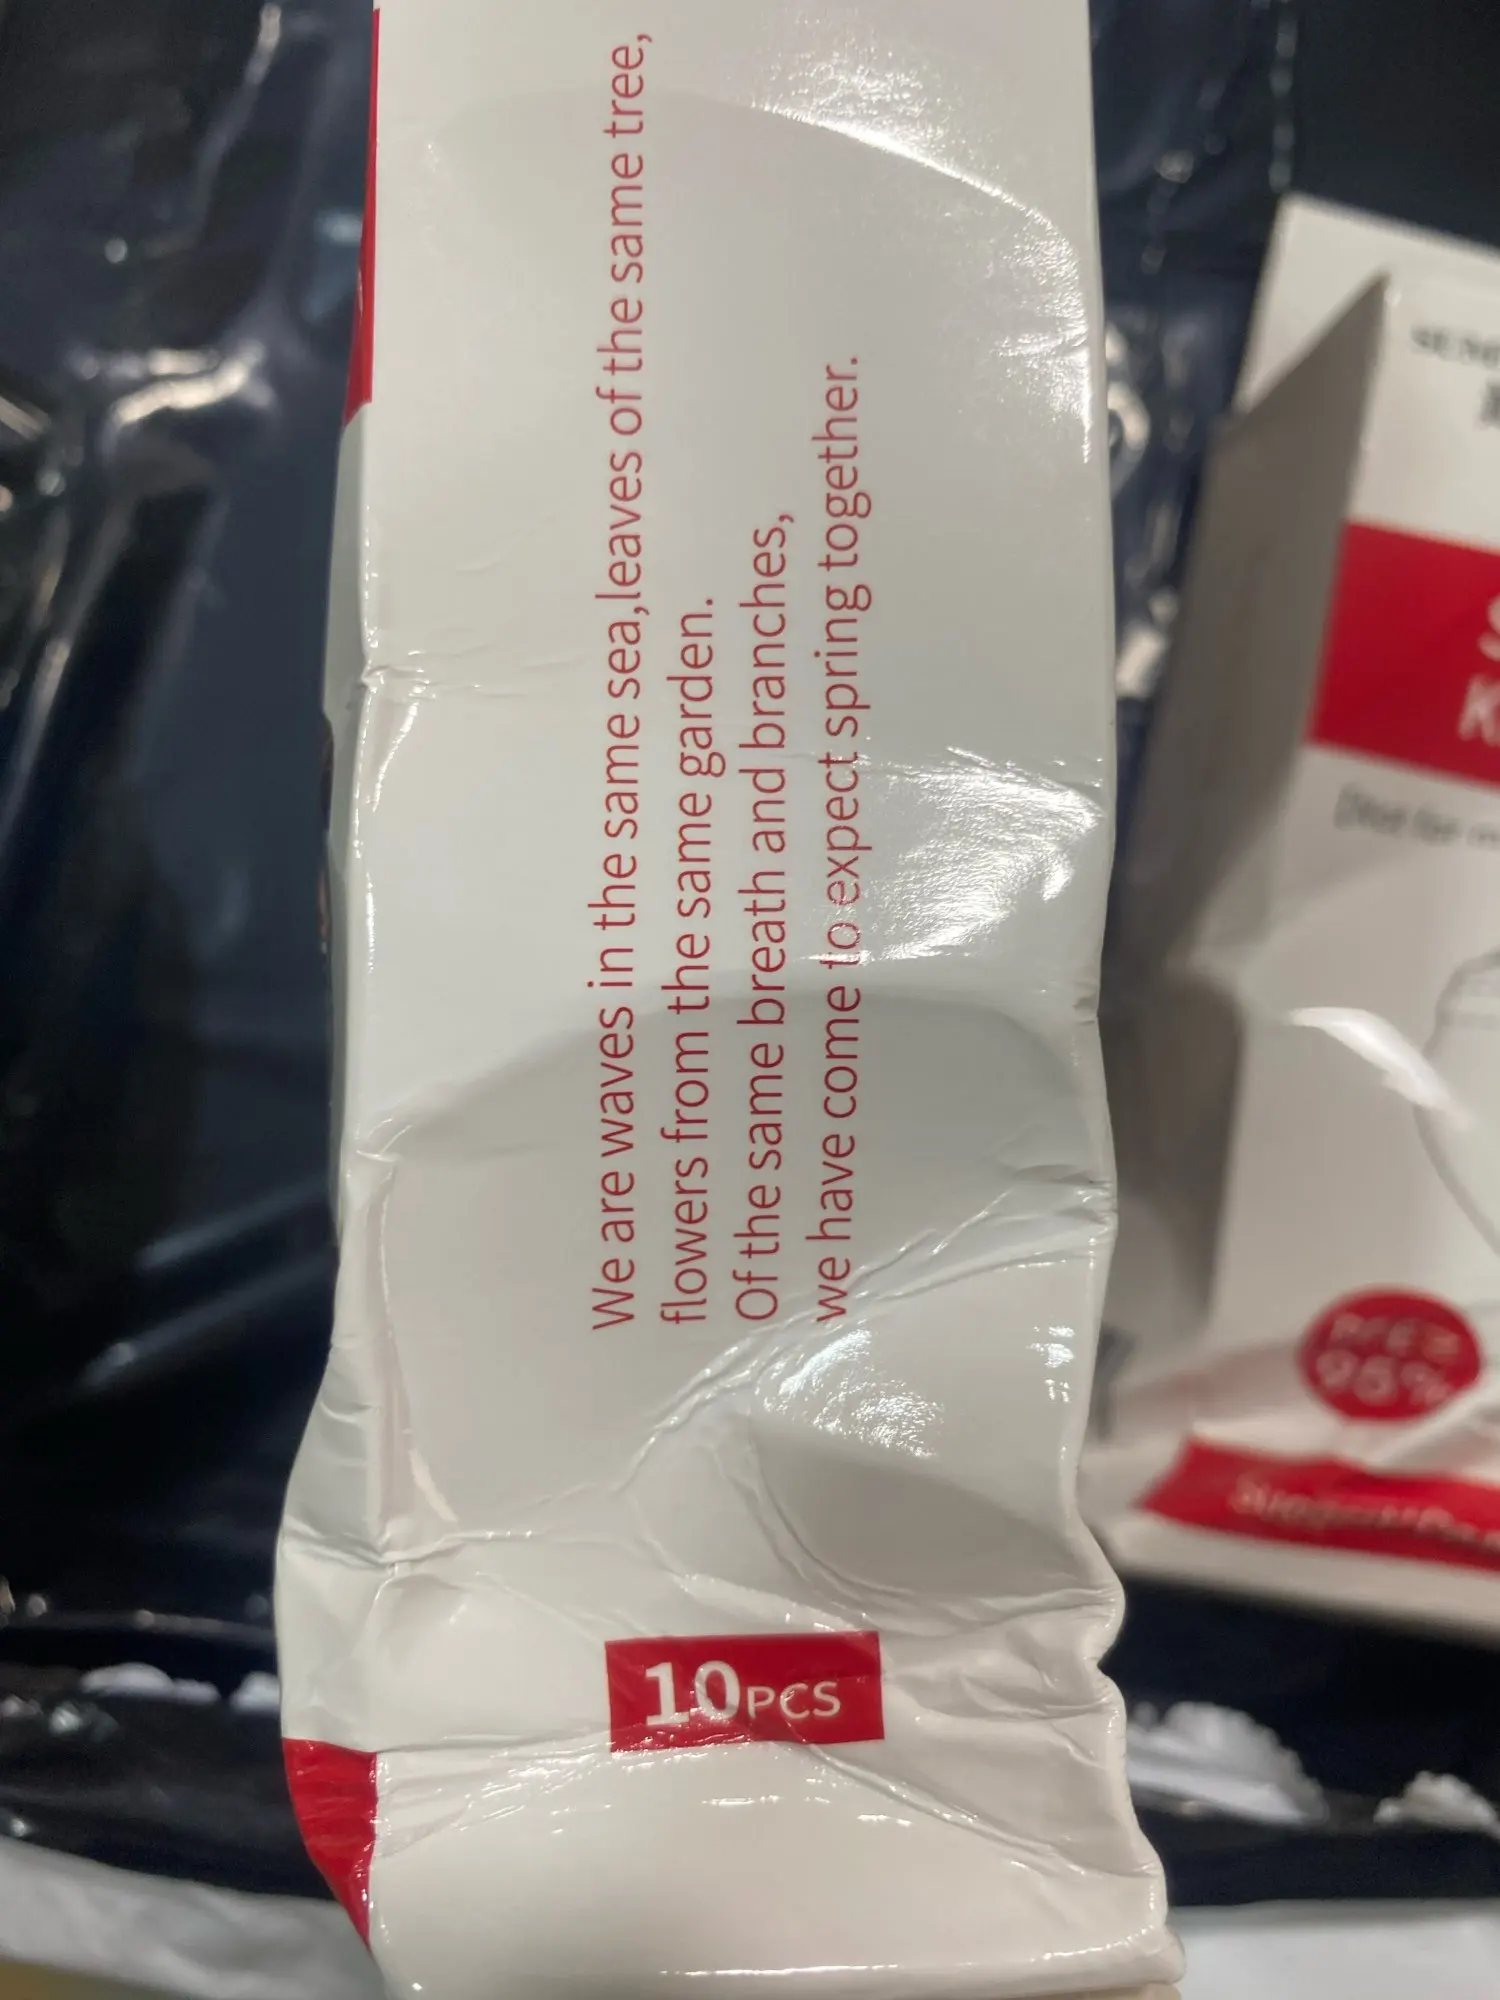 We are waves in the same sea,leaves of the same tree,
flowers from the same garden.
Of the same breath and branches,
we have come to expect spring together.
10PCS
95%